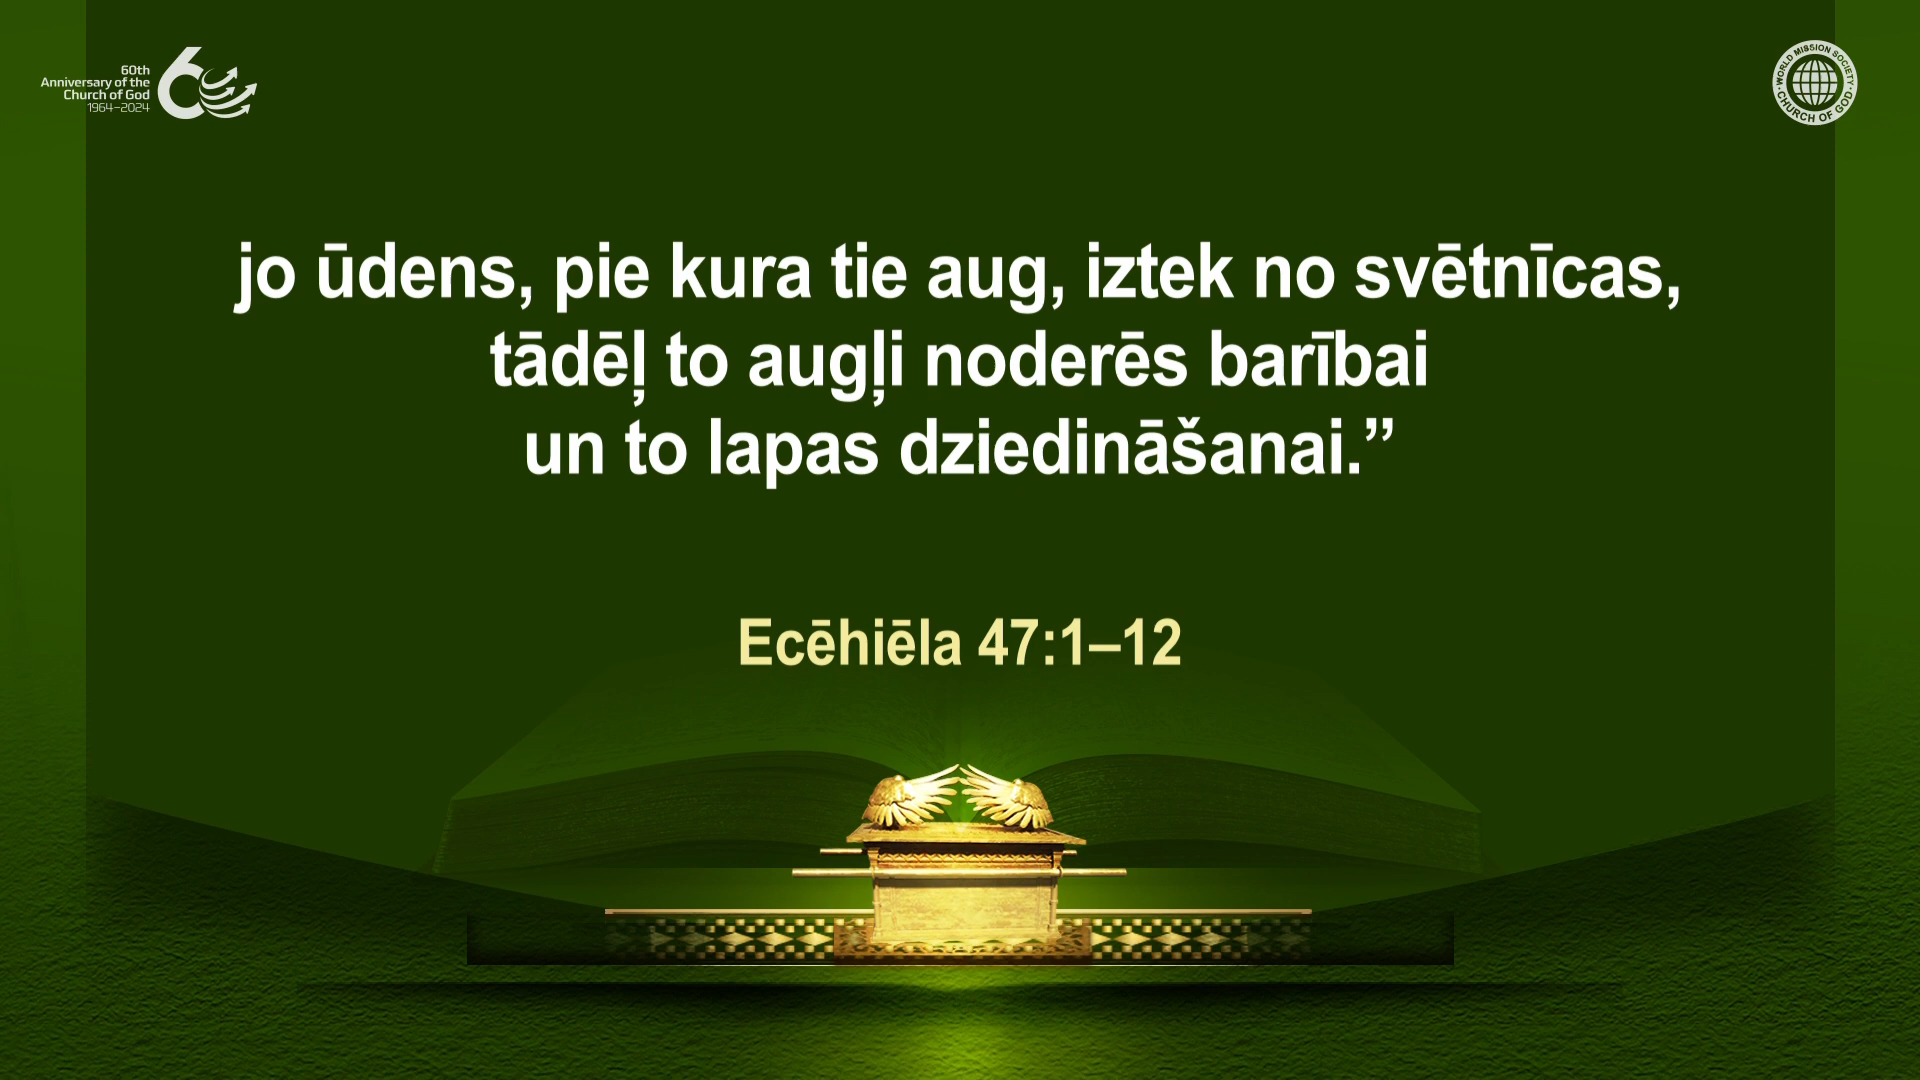 60th
Anniversary of the
Church of God
1964–2024
60
WORLD MISSION SOCIETY
CHURCH OF GOD
jo ūdens, pie kura tie aug, iztek no svētnīcas,
tādēļ to augļi noderēs barībai
un to lapas dziedināšanai.”
Ecēhiēla 47:1–12